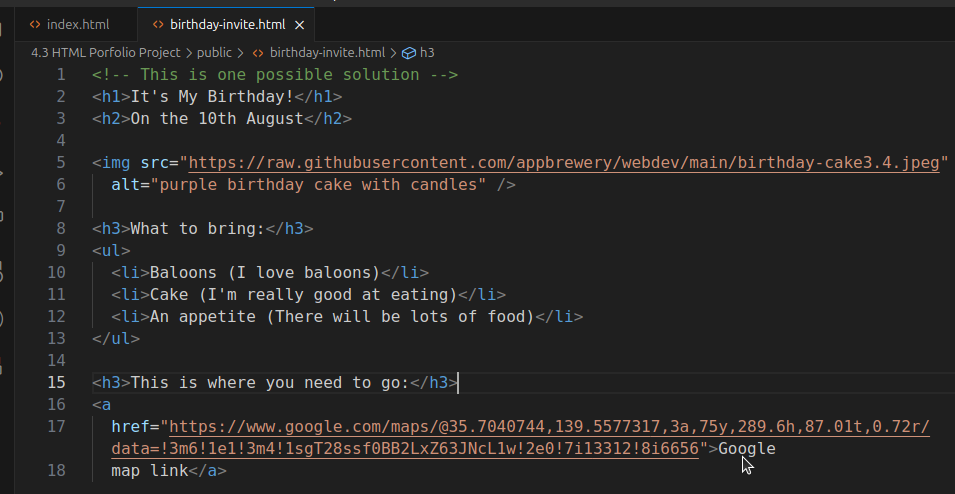 index.html birthday-invite.html
4.3 HTML Porfolio Project > public > birthday-invite.html > h3
1 <!-- This is one possible solution -->
2 <h1>It's My Birthday!</h1>
3 <h2>On the 10th August</h2>
4
5 <img src="https://raw.githubusercontent.com/appbrewery/webdev/main/birthday-cake3.4.jpeg"
6 alt="purple birthday cake with candles" />
7
8 <h3>What to bring:</h3>
9 <ul>
10 <li>Baloons (I love baloons)</li>
11 <li>Cake (I'm really good at eating)</li>
12 <li>An appetite (There will be lots of food)</li>
13 </ul>
14
15 <h3>This is where you need to go:</h3>
16 <a
17 href="https://www.google.com/maps/@35.7040744,139.5577317,3a,75y,289.6h,87.01t,0.72r/
data=!3m6!1e1!3m4!1sgT28ssf0BB2LxZ63JNcL1w!2e0!7i13312!8i6656">Google
18 map link</a>